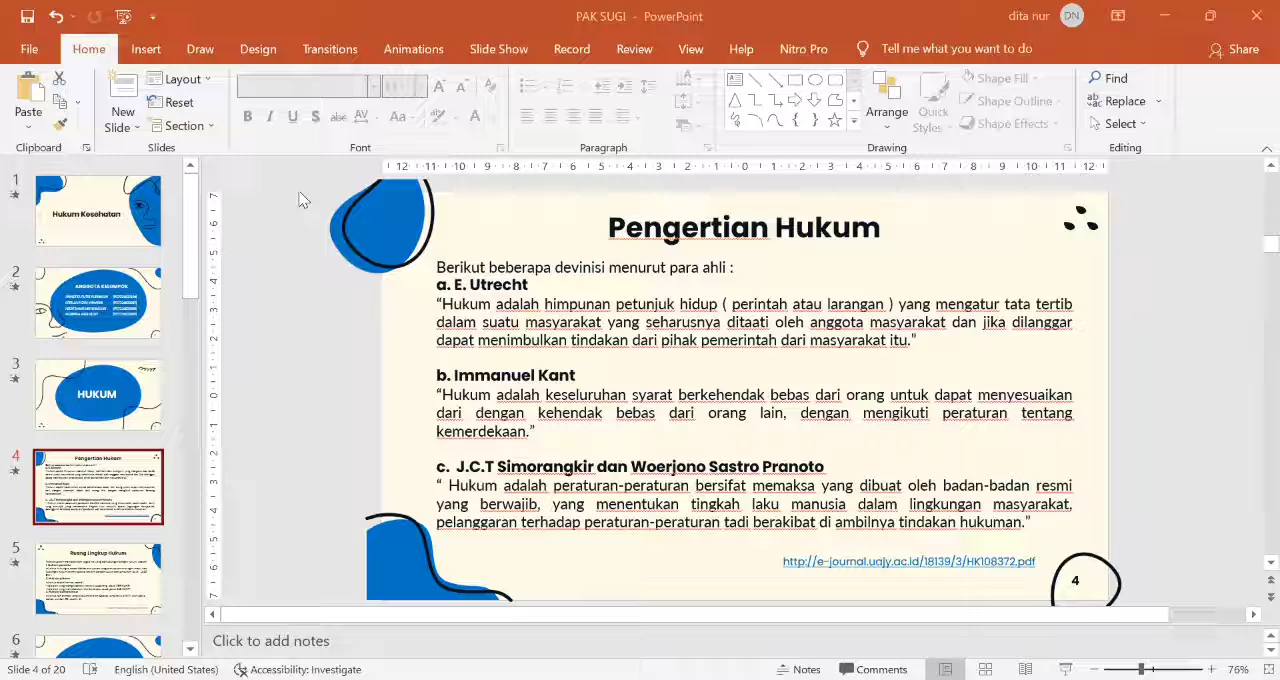 PAK SUGI - PowerPoint
dita nur
DN
File
Home
Insert
Draw
Design
Transitions
Animations
Slide Show
Record
Review
View
Help
Nitro Pro
Tell me what you want to do
Share
Paste
Clipboard
New Slide
Layout
Reset
Section
Slides
Font
Paragraph
Arrange
Quick Styles
Shape Fill
Shape Outline
Shape Effects
Drawing
Find
Replace
Select
Editing
1
Hukum Kesehatan
2
ANGGOTA KELOMPOK
3
HUKUM
4
Pengertian Hukum
5
Ruang Lingkup Hukum
6
Pengertian Hukum
Berikut beberapa devinisi menurut para ahli :
a. E. Utrecht
“Hukum adalah himpunan petunjuk hidup ( perintah atau larangan ) yang mengatur tata tertib
dalam suatu masyarakat yang seharusnya ditaati oleh anggota masyarakat dan jika dilanggar
dapat menimbulkan tindakan dari pihak pemerintah dari masyarakat itu.”
b. Immanuel Kant
“Hukum adalah keseluruhan syarat berkehendak bebas dari orang untuk dapat menyesuaikan
dari dengan kehendak bebas dari orang lain, dengan mengikuti peraturan tentang
kemerdekaan.”
c. J.C.T Simorangkir dan Woerjono Sastro Pranoto
“ Hukum adalah peraturan-peraturan bersifat memaksa yang dibuat oleh badan-badan resmi
yang berwajib, yang menentukan tingkah laku manusia dalam lingkungan masyarakat,
pelanggaran terhadap peraturan-peraturan tadi berakibat di ambilnya tindakan hukuman.”
http://e-journal.uajy.ac.id/18139/3/HK108372.pdf
4
Click to add notes
Slide 4 of 20
English (United States)
Accessibility: Investigate
Notes
Comments
76%